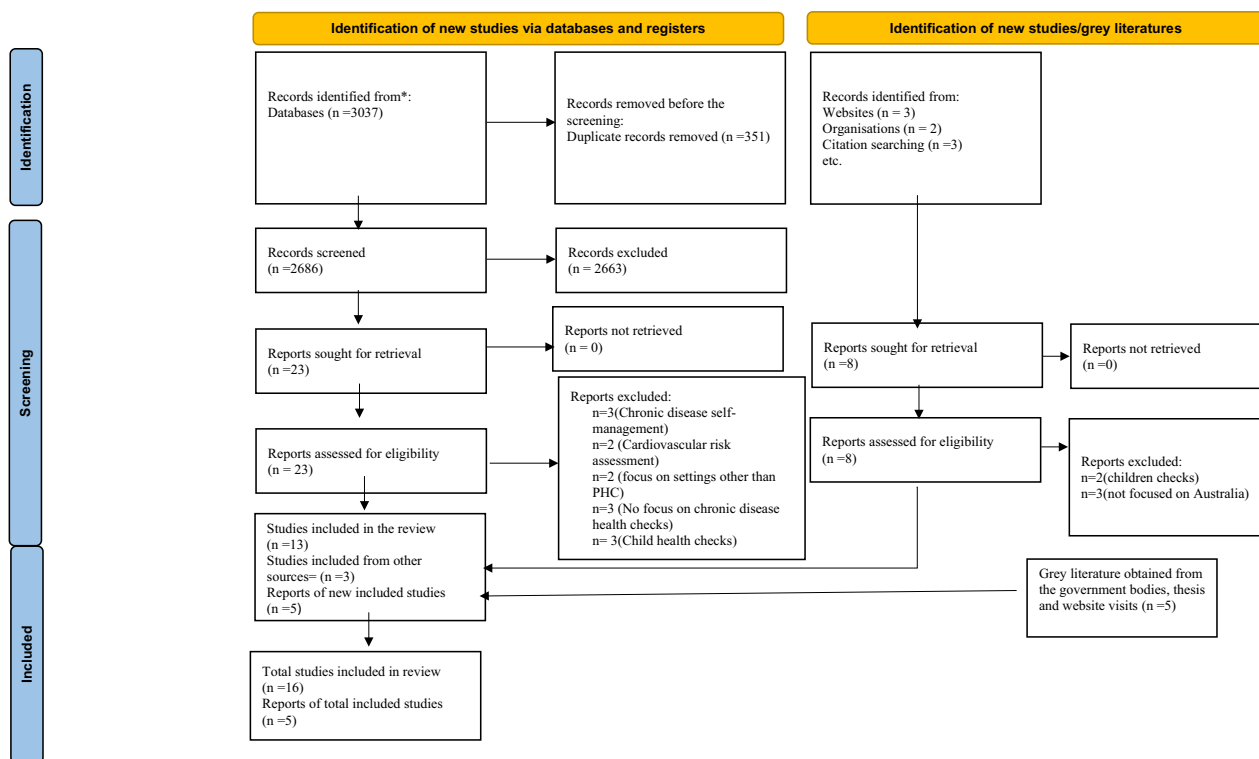 Identification of new studies via databases and registers
Identification of new studies/grey literatures
Identification
Records identified from*:
Databases (n =3037)
Records removed before the
screening:
Duplicate records removed (n =351)
Records identified from:
Websites (n = 3)
Organisations (n = 2)
Citation searching (n =3)
etc.
Screening
Records screened
(n =2686)
Records excluded
(n = 2663)
Reports sought for retrieval
(n =23)
Reports not retrieved
(n = 0)
Reports sought for retrieval
(n =8)
Reports not retrieved
(n =0)
Reports assessed for eligibility
(n = 23)
Reports excluded:
n=3(Chronic disease self-
management)
n=2 (Cardiovascular risk
assessment)
n=2 (focus on settings other than
PHC)
n=3 (No focus on chronic disease
health checks)
n= 3(Child health checks)
Reports assessed for eligibility
(n =8)
Reports excluded:
n=2(children checks)
n=3(not focused on Australia)
Included
Studies included in the review
(n =13)
Studies included from other
sources= (n =3)
Reports of new included studies
(n =5)
Grey literature obtained from
the government bodies, thesis
and website visits (n =5)
Total studies included in review
(n =16)
Reports of total included studies
(n =5)